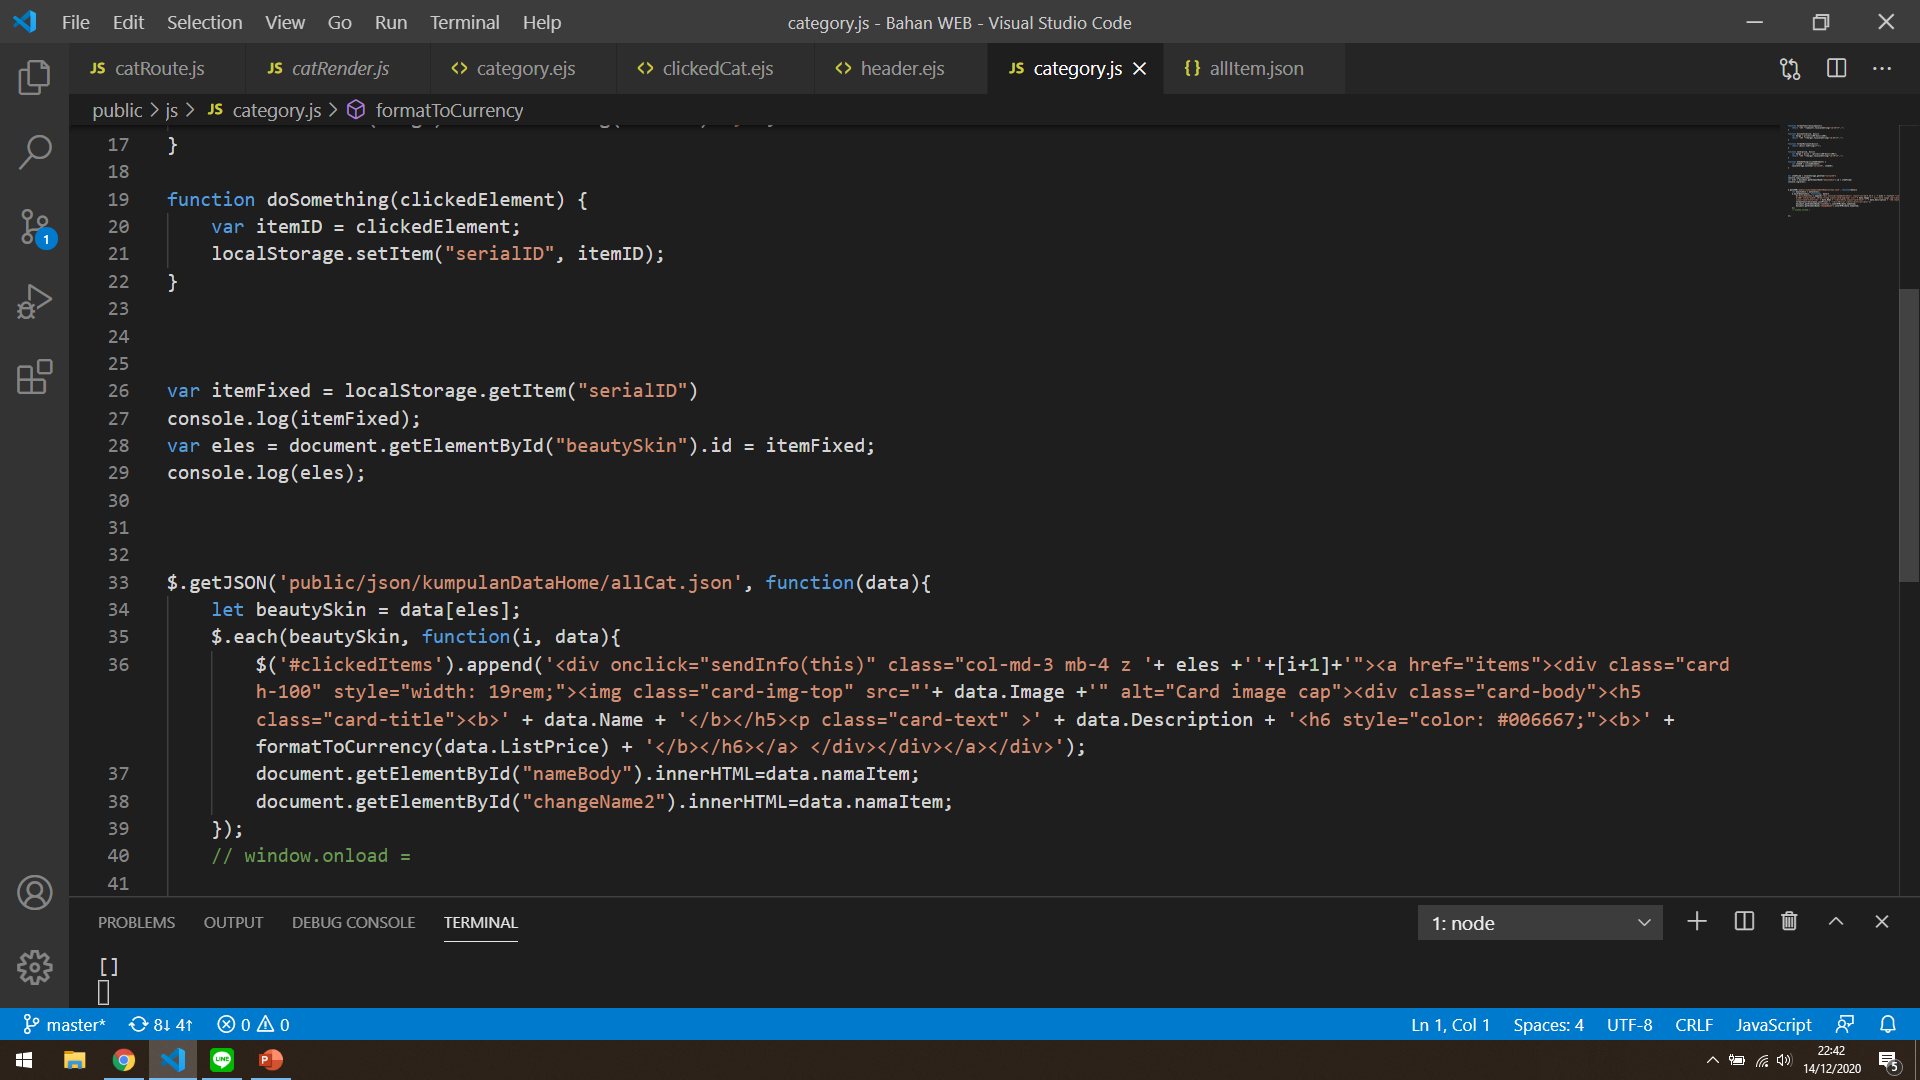 File Edit Selection View Go Run Terminal Help
category.js - Bahan WEB - Visual Studio Code
JS catRoute.js
JS catRender.js
<> category.ejs
<> clickedCat.ejs
<> header.ejs
JS category.js
{} allItem.json
public > js > JS category.js > formatToCurrency
17 }
18
19 function doSomething(clickedElement) {
20 var itemID = clickedElement;
21 localStorage.setItem("serialID", itemID);
22 }
23
24
25
26 var itemFixed = localStorage.getItem("serialID")
27 console.log(itemFixed);
28 var eles = document.getElementById("beautySkin").id = itemFixed;
29 console.log(eles);
30
31
32
33 $.getJSON('public/json/kumpulanDataHome/allCat.json', function(data){
34 let beautySkin = data[eles];
35 $.each(beautySkin, function(i, data){
36 $('#clickedItems').append('<div onclick="sendInfo(this)" class="col-md-3 mb-4 z '+ eles +''+[i+1]+'"><a href="items"><div class="card
h-100" style="width: 19rem;"><img class="card-img-top" src="'+ data.Image +'" alt="Card image cap"><div class="card-body"><h5
class="card-title"><b>' + data.Name + '</b></h5><p class="card-text" >' + data.Description + '<h6 style="color: #006667;"><b>' +
formatToCurrency(data.ListPrice) + '</b></h6></a> </div></div></a></div>');
37 document.getElementById("nameBody").innerHTML=data.namaItem;
38 document.getElementById("changeName2").innerHTML=data.namaItem;
39 });
40 // window.onload =
41
1
PROBLEMS OUTPUT DEBUG CONSOLE TERMINAL
1: node
[]
master* 8↓ 4↑ 0 0
Ln 1, Col 1 Spaces: 4 UTF-8 CRLF JavaScript
LINE
P
22:42
14/12/2020
5